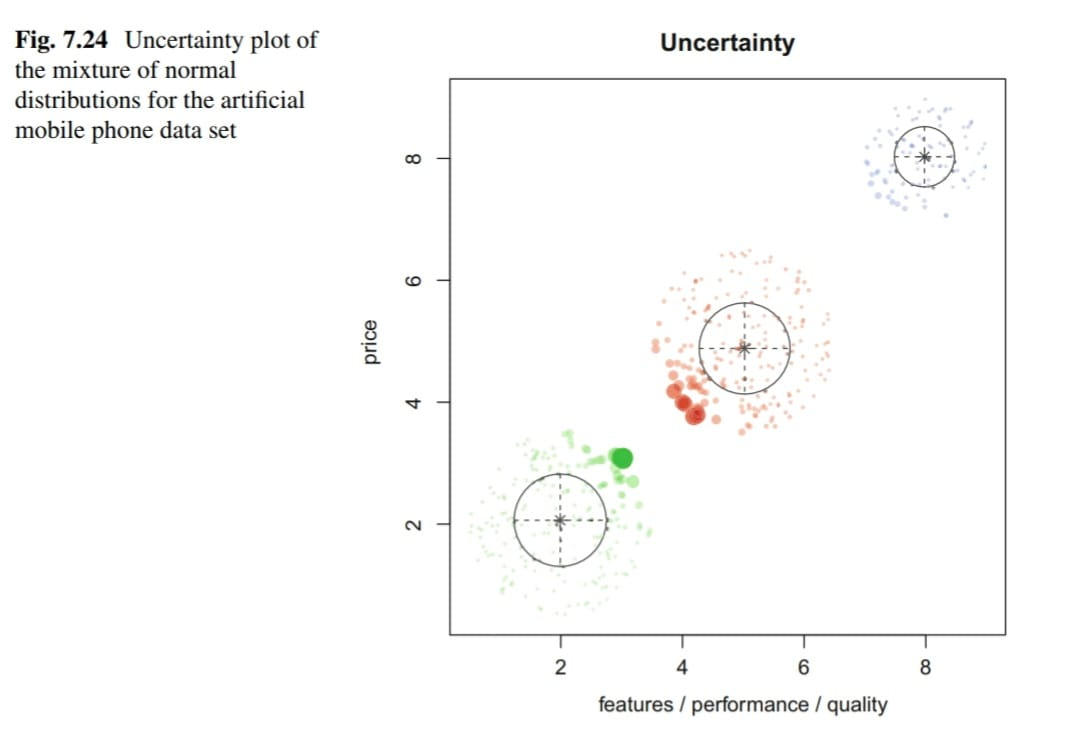 Fig. 7.24 Uncertainty plot of
the mixture of normal
distributions for the artificial
mobile phone data set
Uncertainty
8
6
4
2
price
2 4 6 8
features / performance / quality